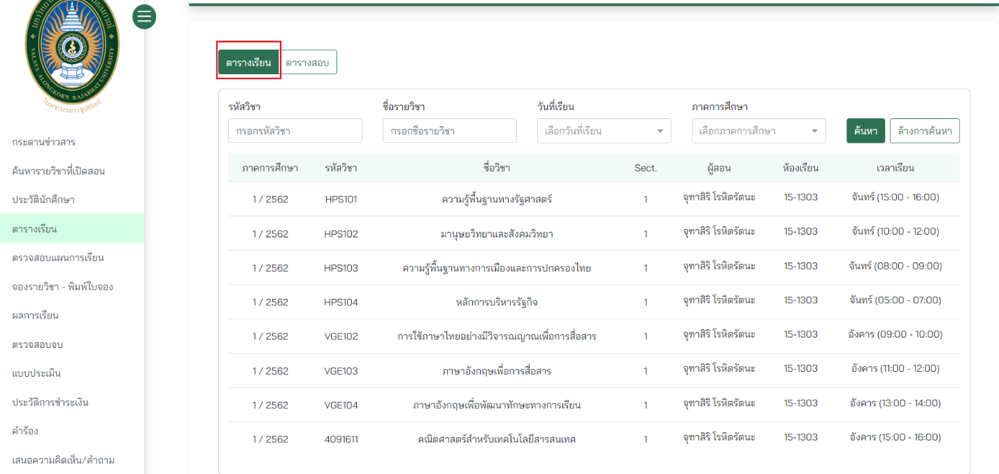 VALAYA ALONGKORN RAJABHAT UNIVERSITY
ในพระบรมราชูปถัมภ์
กระดานข่าวสาร
ค้นหารายวิชาที่เปิดสอน
ประวัตินักศึกษา
ตารางเรียน
ตรวจสอบแผนการเรียน
จองรายวิชา - พิมพ์ใบจอง
ผลการเรียน
ตรวจสอบจบ
แบบประเมิน
ประวัติการชำระเงิน
คำร้อง
เสนอความคิดเห็น/คำถาม
ตารางเรียน ตารางสอบ
รหัสวิชา ชื่อรายวิชา วันที่เรียน ภาคการศึกษา
กรอกรหัสวิชา กรอกชื่อรายวิชา เลือกวันที่เรียน เลือกภาคการศึกษา ค้นหา ล้างการค้นหา
ภาคการศึกษา รหัสวิชา ชื่อวิชา Sect. ผู้สอน ห้องเรียน เวลาเรียน
1 / 2562 HPS101 ความรู้พื้นฐานทางรัฐศาสตร์ 1 จุฑาสิริ โรหิตรัตนะ 15-1303 จันทร์ (15:00 - 16:00)
1 / 2562 HPS102 มานุษยวิทยาและสังคมวิทยา 1 จุฑาสิริ โรหิตรัตนะ 15-1303 จันทร์ (10:00 - 12:00)
1 / 2562 HPS103 ความรู้พื้นฐานทางการเมืองและการปกครองไทย 1 จุฑาสิริ โรหิตรัตนะ 15-1303 จันทร์ (08:00 - 09:00)
1 / 2562 HPS104 หลักการบริหารรัฐกิจ 1 จุฑาสิริ โรหิตรัตนะ 15-1303 จันทร์ (05:00 - 07:00)
1 / 2562 VGE102 การใช้ภาษาไทยอย่างมีวิจารณญาณเพื่อการสื่อสาร 1 จุฑาสิริ โรหิตรัตนะ 15-1303 อังคาร (09:00 - 10:00)
1 / 2562 VGE103 ภาษาอังกฤษเพื่อการสื่อสาร 1 จุฑาสิริ โรหิตรัตนะ 15-1303 อังคาร (11:00 - 12:00)
1 / 2562 VGE104 ภาษาอังกฤษเพื่อพัฒนาทักษะทางการเรียน 1 จุฑาสิริ โรหิตรัตนะ 15-1303 อังคาร (13:00 - 14:00)
1 / 2562 4091611 คณิตศาสตร์สำหรับเทคโนโลยีสารสนเทศ 1 จุฑาสิริ โรหิตรัตนะ 15-1303 อังคาร (15:00 - 16:00)